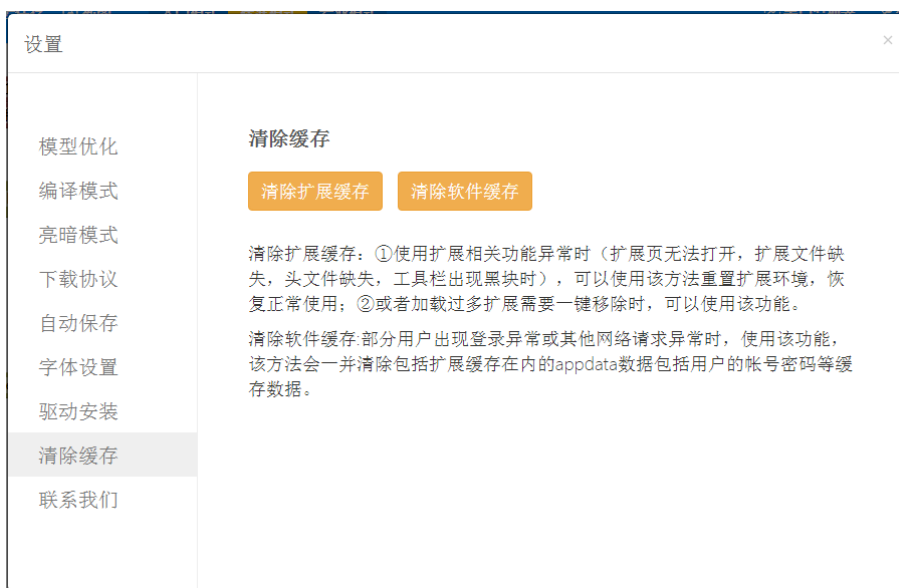 设置
×
模型优化
编译模式
亮暗模式
下载协议
自动保存
字体设置
驱动安装
清除缓存
联系我们
清除缓存
清除扩展缓存 清除软件缓存
清除扩展缓存：①使用扩展相关功能异常时（扩展页无法打开，扩展文件缺
失，头文件缺失，工具栏出现黑块时），可以使用该方法重置扩展环境，恢
复正常使用；②或者加载过多扩展需要一键移除时，可以使用该功能。
清除软件缓存:部分用户出现登录异常或其他网络请求异常时，使用该功能，
该方法会一并清除包括扩展缓存在内的appdata数据包括用户的帐号密码等缓
存数据。